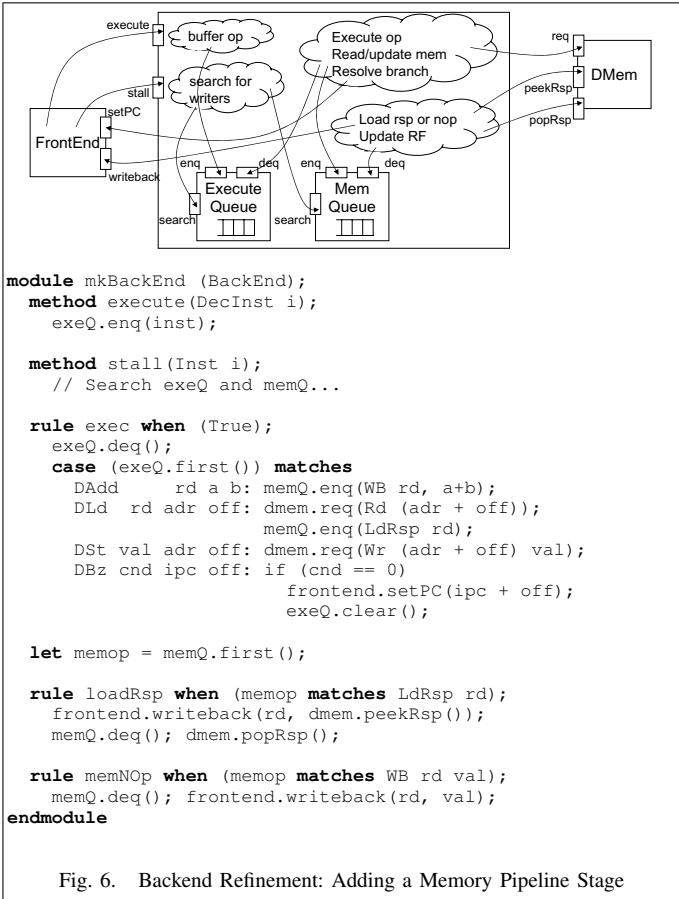 execute
buffer op
Execute op
Read/update mem
Resolve branch
req
DMem
peekRsp
popRsp
stall
search for
writers
setPC
FrontEnd
writeback
Load rsp or nop
Update RF
enq
deq
enq
deq
Execute
Queue
search
Mem
Queue
search
module mkBackEnd (BackEnd);
  method execute(DecInst i);
    exeQ.enq(inst);
  method stall(Inst i);
    // Search exeQ and memQ...
  rule exec when (True);
    exeQ.deq();
    case (exeQ.first()) matches
      DAdd     rd a b: memQ.enq(WB rd, a+b);
      DLd  rd adr off: dmem.req(Rd (adr + off));
                       memQ.enq(LdRsp rd);
      DSt val adr off: dmem.req(Wr (adr + off) val);
      DBz cnd ipc off: if (cnd == 0)
                         frontend.setPC(ipc + off);
                         exeQ.clear();
  let memop = memQ.first();
  rule loadRsp when (memop matches LdRsp rd);
    frontend.writeback(rd, dmem.peekRsp());
    memQ.deq(); dmem.popRsp();
  rule memNOp when (memop matches WB rd val);
    memQ.deq(); frontend.writeback(rd, val);
endmodule
Fig. 6. Backend Refinement: Adding a Memory Pipeline Stage